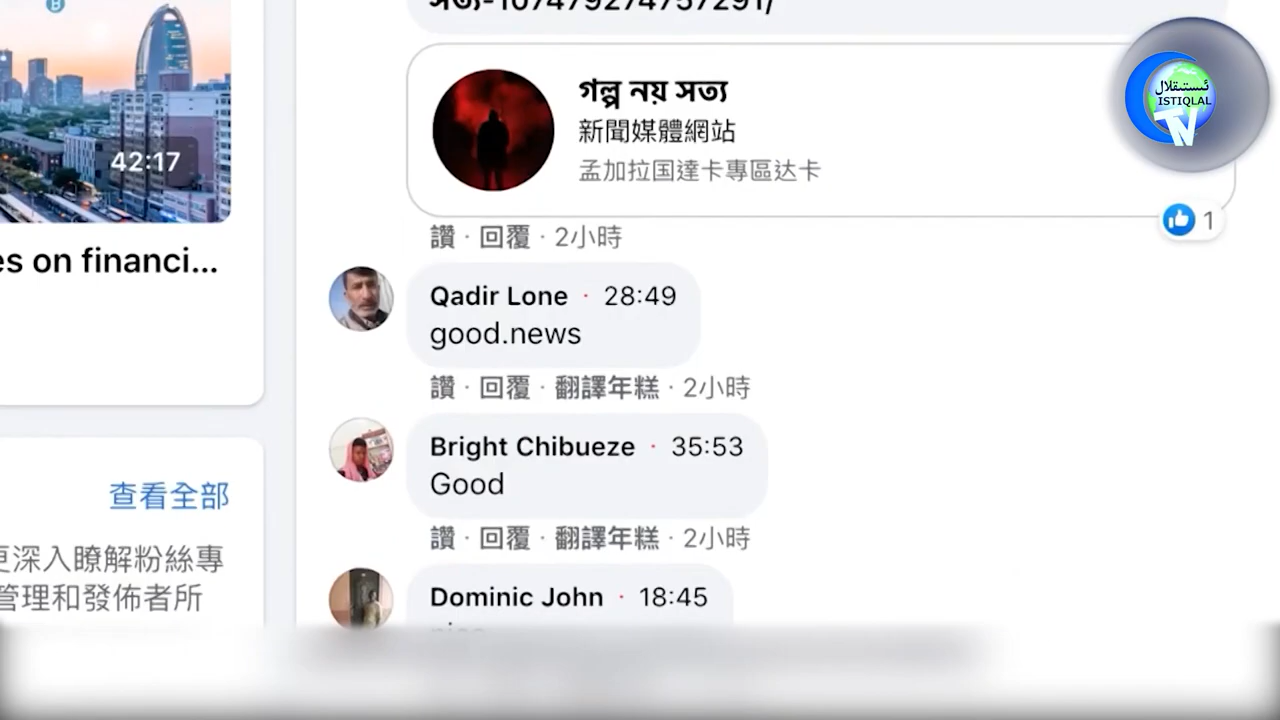 সত্য-107479274757291/
গল্প নয় সত্য
新聞媒體網站
孟加拉国達卡專區达卡
讚 · 回覆 · 2小時
1
Qadir Lone · 28:49
good.news
讚 · 回覆 · 翻譯年糕 · 2小時
Bright Chibueze · 35:53
Good
讚 · 回覆 · 翻譯年糕 · 2小時
Dominic John · 18:45
42:17
es on financi...
查看全部
更深入瞭解粉絲專
管理和發佈者所
ئىستىقلال
ISTIQLAL
TV